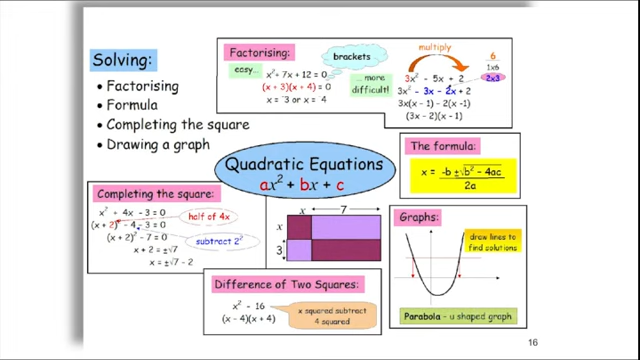 Solving:
• Factorising
• Formula
• Completing the square
• Drawing a graph
Factorising:
easy...
x² + 7x + 12 = 0
(x + 3)(x + 4) = 0
x = ⁻3 or x = ⁻4
brackets
...more
difficult!
multiply
3x² - 5x + 2
3x² - 3x - 2x + 2
3x(x - 1) - 2(x - 1)
(3x - 2)(x - 1)
6
1x6
2x3
Quadratic Equations
ax² + bx + c
The formula:
x = -b ±√b² - 4ac
2a
Completing the square:
x² + 4x - 3 = 0
(x + 2)² - 4 - 3 = 0
(x + 2)² - 7 = 0
x + 2 = ±√7
x = ±√7 - 2
half of 4x
subtract 2²
x 7
x
3
Graphs:
draw lines to
find solutions
Parabola - u shaped graph
Difference of Two Squares:
x² - 16
(x - 4)(x + 4)
x squared subtract
4 squared
16